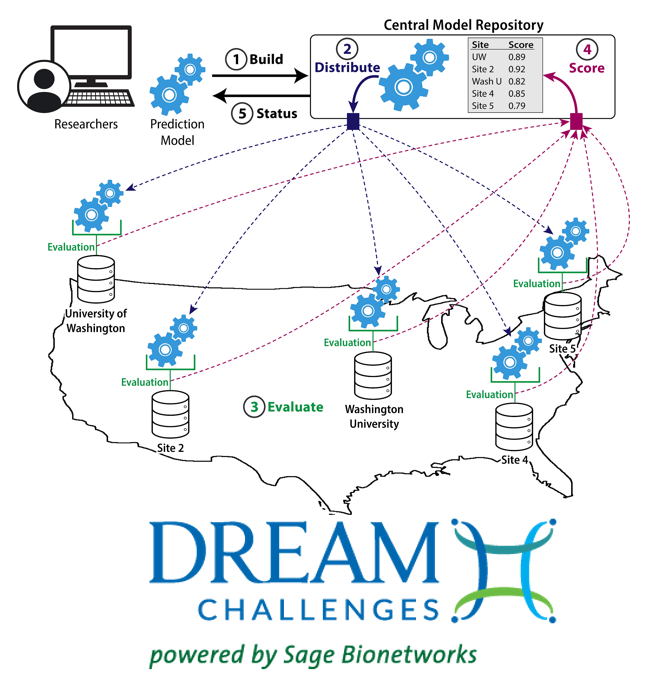 Central Model Repository
1 Build
2
Distribute
Site Score
UW 0.89
Site 2 0.92
Wash U 0.82
Site 4 0.85
Site 5 0.79
4
Score
5 Status
Researchers
Prediction
Model
Evaluation
University of
Washington
Evaluation
Site 2
3 Evaluate
Evaluation
Washington
University
Evaluation
Site 5
Evaluation
Site 4
DREAM
CHALLENGES
powered by Sage Bionetworks